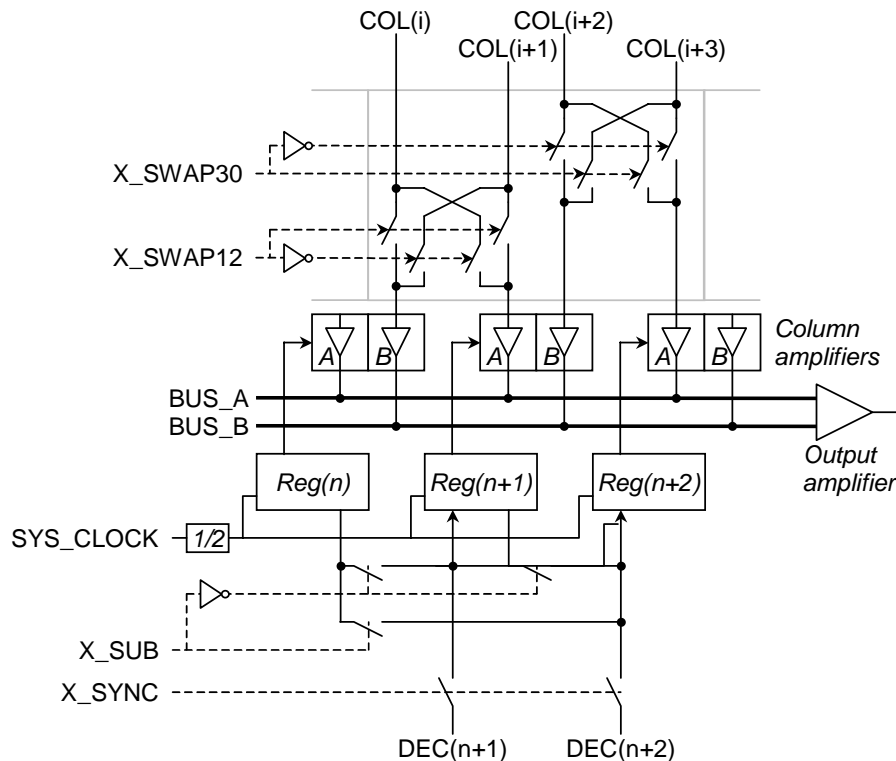 COL(i)
COL(i+2)
COL(i+1)
COL(i+3)
X_SWAP30
X_SWAP12
A
B
A
B
A
B
Column
amplifiers
BUS_A
BUS_B
Output
amplifier
Reg(n)
Reg(n+1)
Reg(n+2)
SYS_CLOCK
1/2
X_SUB
X_SYNC
DEC(n+1)
DEC(n+2)